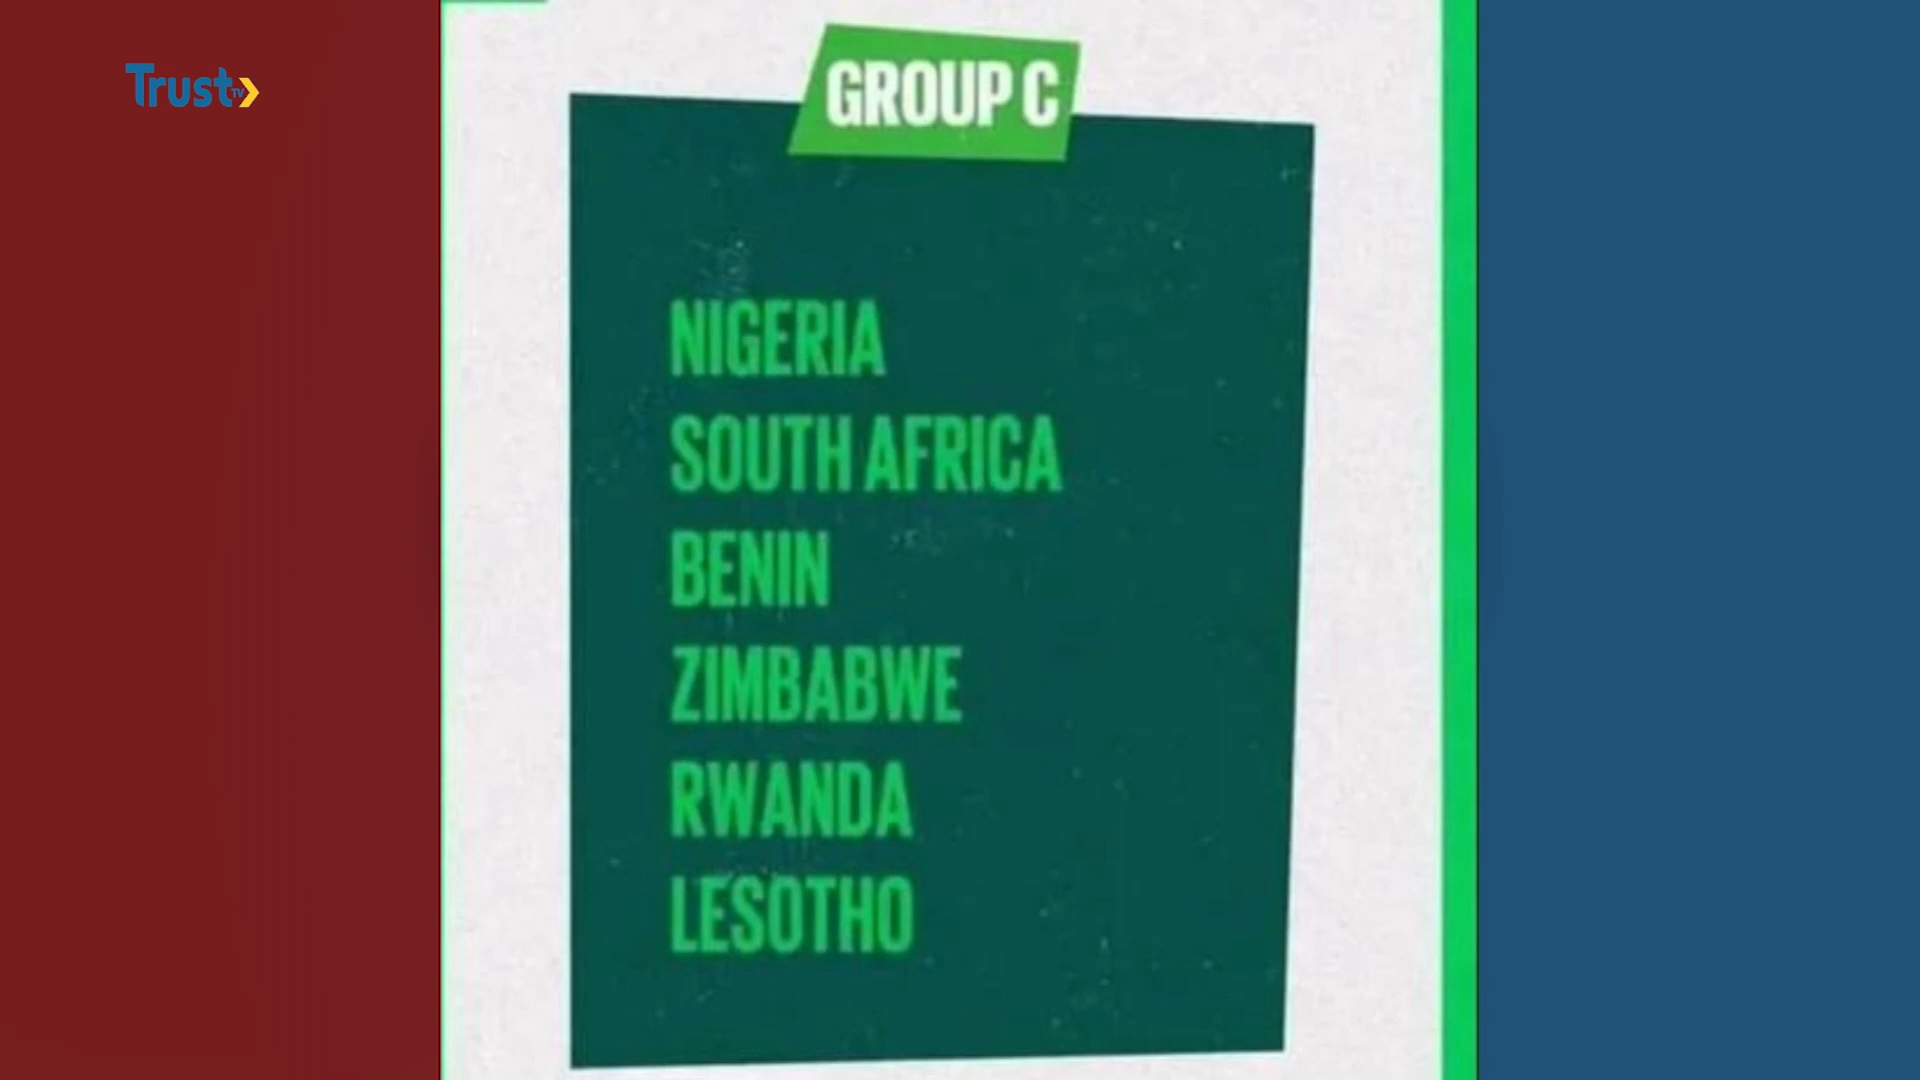 Trust TV
GROUP C
NIGERIA
SOUTH AFRICA
BENIN
ZIMBABWE
RWANDA
LESOTHO